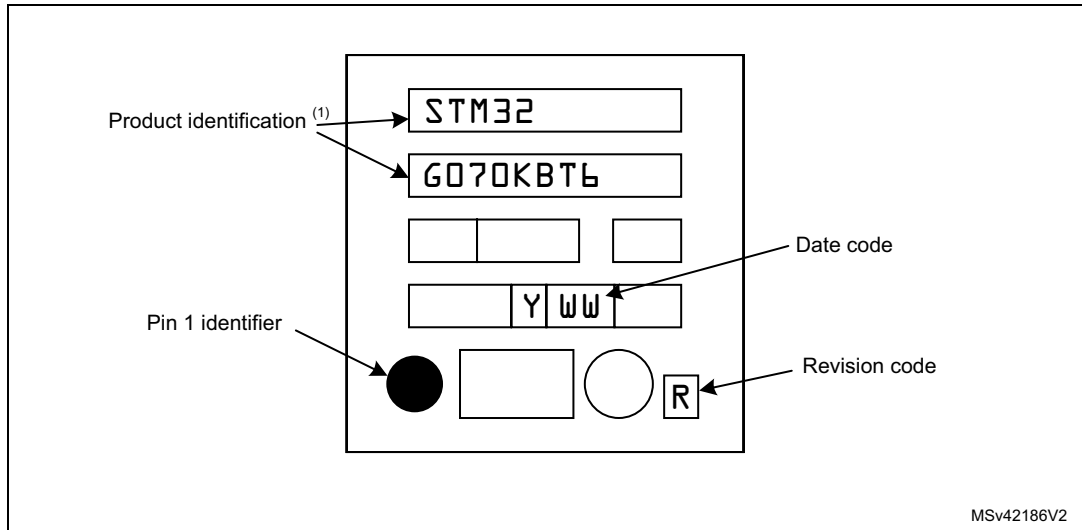 STM32
Product identification (1)
G070KBT6
Date code
Y WW
Pin 1 identifier
Revision code
R
MSv42186V2